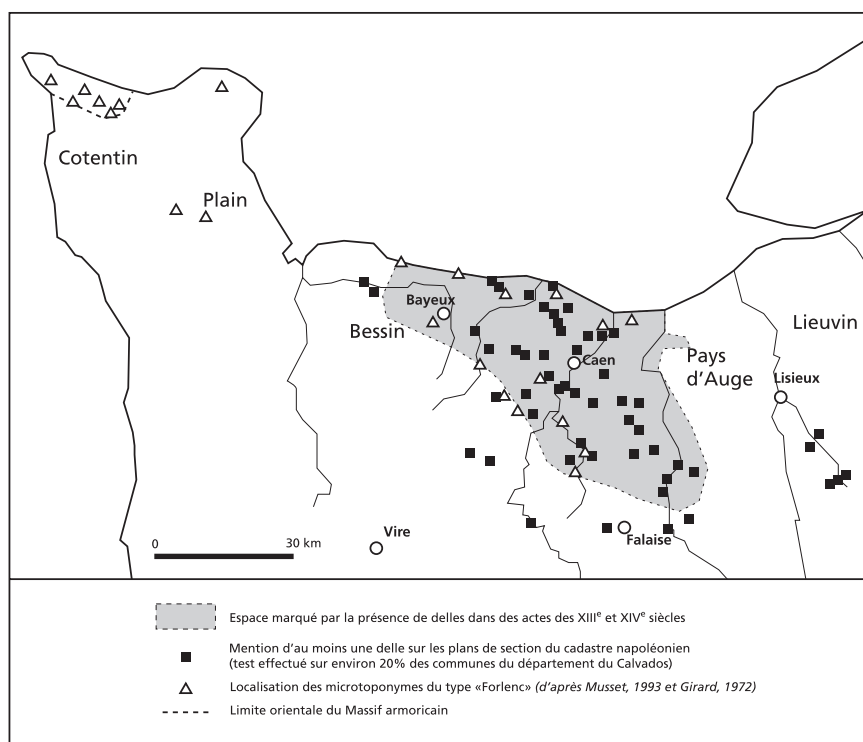 Cotentin
Plain
Bayeux
Bessin
Caen
Pays
d'Auge
Lieuvin
Lisieux
Vire
Falaise
0 30 km
Espace marqué par la présence de delles dans des actes des XIIIe et XIVe siècles
Mention d'au moins une delle sur les plans de section du cadastre napoléonien
(test effectué sur environ 20% des communes du département du Calvados)
Localisation des microtoponymes du type «Forlenc» (d'après Musset, 1993 et Girard, 1972)
Limite orientale du Massif armoricain